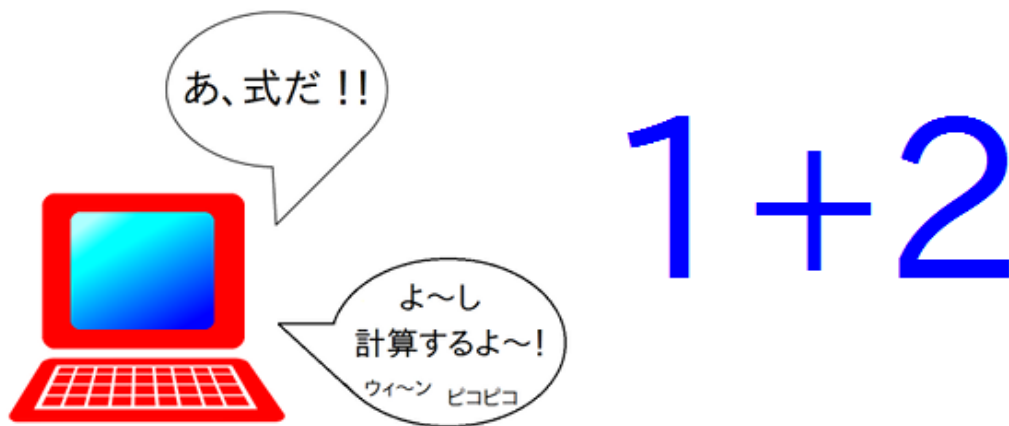 あ、式だ！！
1+2
よ～し
計算するよ～！
ウィ～ン ピコピコ